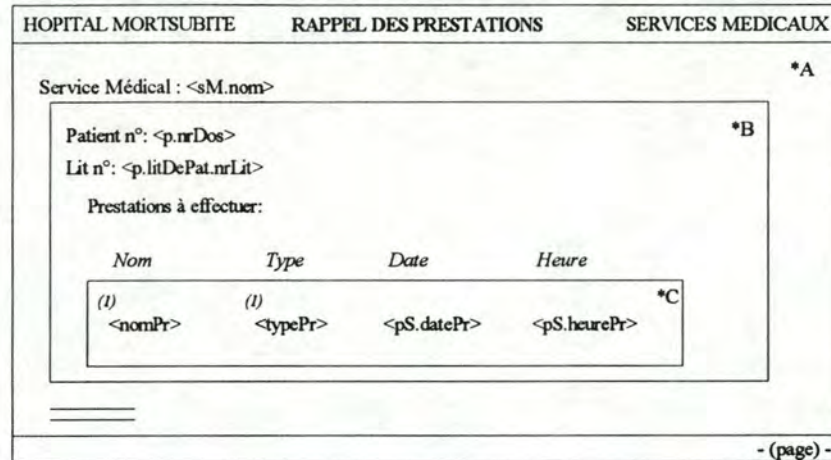 HOPITAL MORTSUBITE RAPPEL DES PRESTATIONS SERVICES MEDICAUX
*A
Service Médical : <sM.nom>
*B
Patient n°: <p.nrDos>
Lit n°: <p.litDePat.nrLit>
Prestations à effectuer:
Nom Type Date Heure
*C
(1) (1)
<nomPr> <typePr> <pS.datePr> <pS.heurePr>
- (page) -